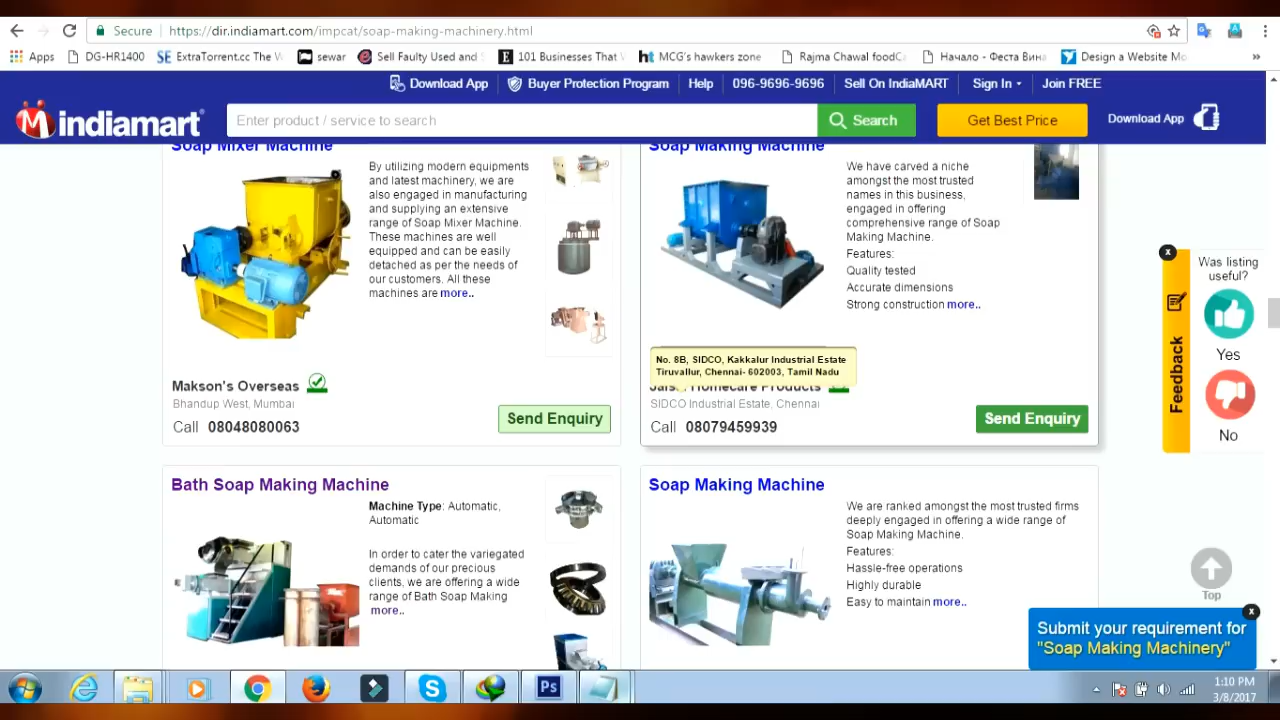 Secure https://dir.indiamart.com/impcat/soap-making-machinery.html
Apps DG-HR1400 SE ExtraTorrent.cc The W sewar Sell Faulty Used and E 101 Businesses That ht MCG's hawkers zone Rajma Chawal foodCa Начало - Феста Вина Design a Website Mo »
Download App Buyer Protection Program Help 096-9696-9696 Sell On IndiaMART Sign In Join FREE
indiamart
Enter product / service to search
Search
Get Best Price
Download App
Soap Mixer Machine
By utilizing modern equipments
and latest machinery, we are
also engaged in manufacturing
and supplying an extensive
range of Soap Mixer Machine.
These machines are well
equipped and can be easily
detached as per the needs of
our customers. All these
machines are more..
Makson's Overseas
Bhandup West, Mumbai
Call 08048080063
Send Enquiry
Soap Making Machine
We have carved a niche
amongst the most trusted
names in this business,
engaged in offering
comprehensive range of Soap
Making Machine.
Features:
Quality tested
Accurate dimensions
Strong construction more..
No. 8B, SIDCO, Kakkalur Industrial Estate
Tiruvallur, Chennai- 602003, Tamil Nadu
Homecare Products
SIDCO Industrial Estate, Chennai
Call 08079459939
Send Enquiry
Bath Soap Making Machine
Machine Type: Automatic,
Automatic
In order to cater the variegated
demands of our precious
clients, we are offering a wide
range of Bath Soap Making
more..
Soap Making Machine
We are ranked amongst the most trusted firms
deeply engaged in offering a wide range of
Soap Making Machine.
Features:
Hassle-free operations
Highly durable
Easy to maintain more..
x
Feedback
Was listing
useful?
Yes
No
Top
x
Submit your requirement for
"Soap Making Machinery"
Ps
1:10 PM
3/8/2017